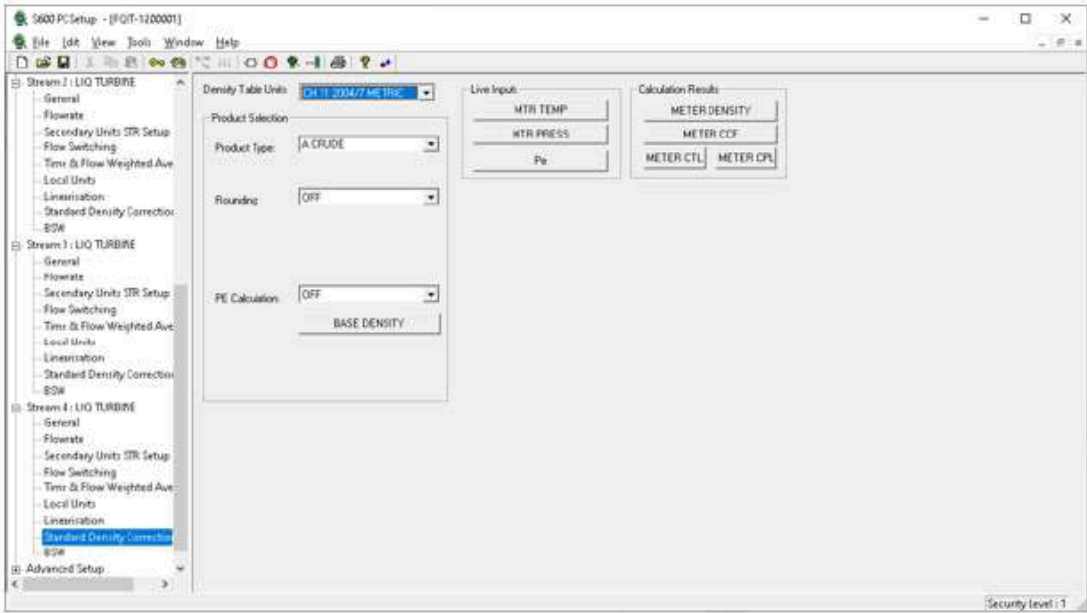 S600 PCSetup - [FQIT-1200001]
File Edit View Tools Window Help
Stream 2 : LIQ TURBINE
General
Flowrate
Secondary Units STR Setup
Flow Switching
Time & Flow Weighted Ave
Local Units
Linearisation
Standard Density Correction
BSW
Stream 3 : LIQ TURBINE
General
Flowrate
Secondary Units STR Setup
Flow Switching
Time & Flow Weighted Ave
Local Units
Linearisation
Standard Density Correction
BSW
Stream 4 : LIQ TURBINE
General
Flowrate
Secondary Units STR Setup
Flow Switching
Time & Flow Weighted Ave
Local Units
Linearisation
Standard Density Correction
BSW
Advanced Setup
Density Table Units CH 11 2004/7 METRIC
Product Selection
Product Type: A CRUDE
Rounding OFF
PE Calculation OFF
BASE DENSITY
Live Inputs
MTR TEMP
MTR PRESS
Pe
Calculation Results
METER DENSITY
METER CCF
METER CTL METER CPL
Security level : 1